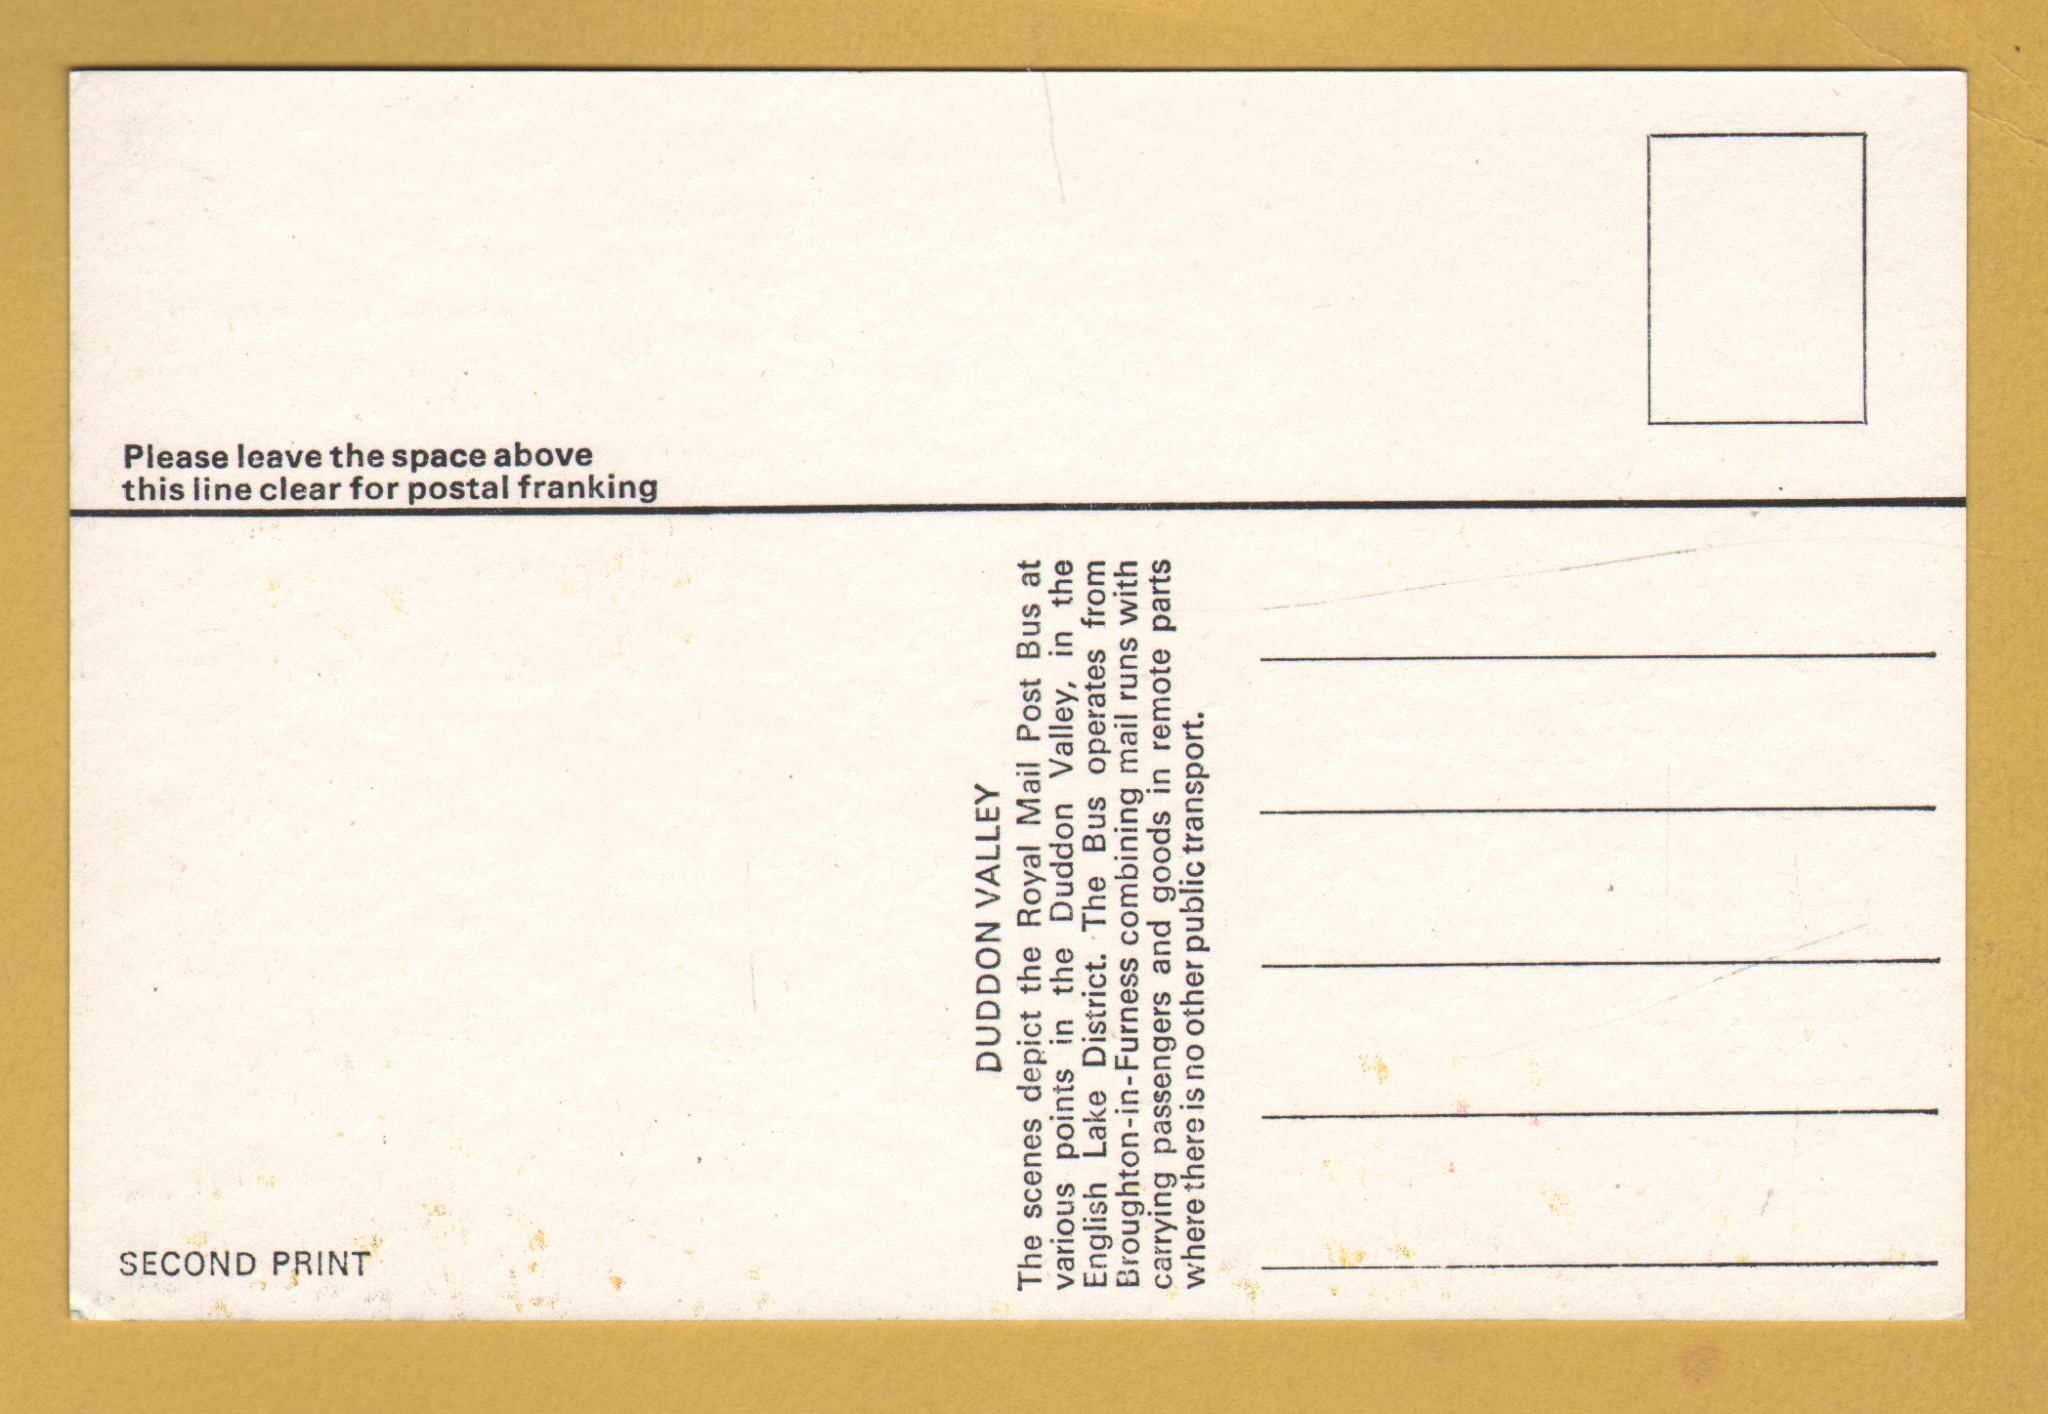 Please leave the space above
this line clear for postal franking
DUDDON VALLEY
The scenes depict the Royal Mail Post Bus at
various points in the Duddon Valley, in the
English Lake District. The Bus operates from
Broughton-in-Furness combining mail runs with
carrying passengers and goods in remote parts
where there is no other public transport.
SECOND PRINT